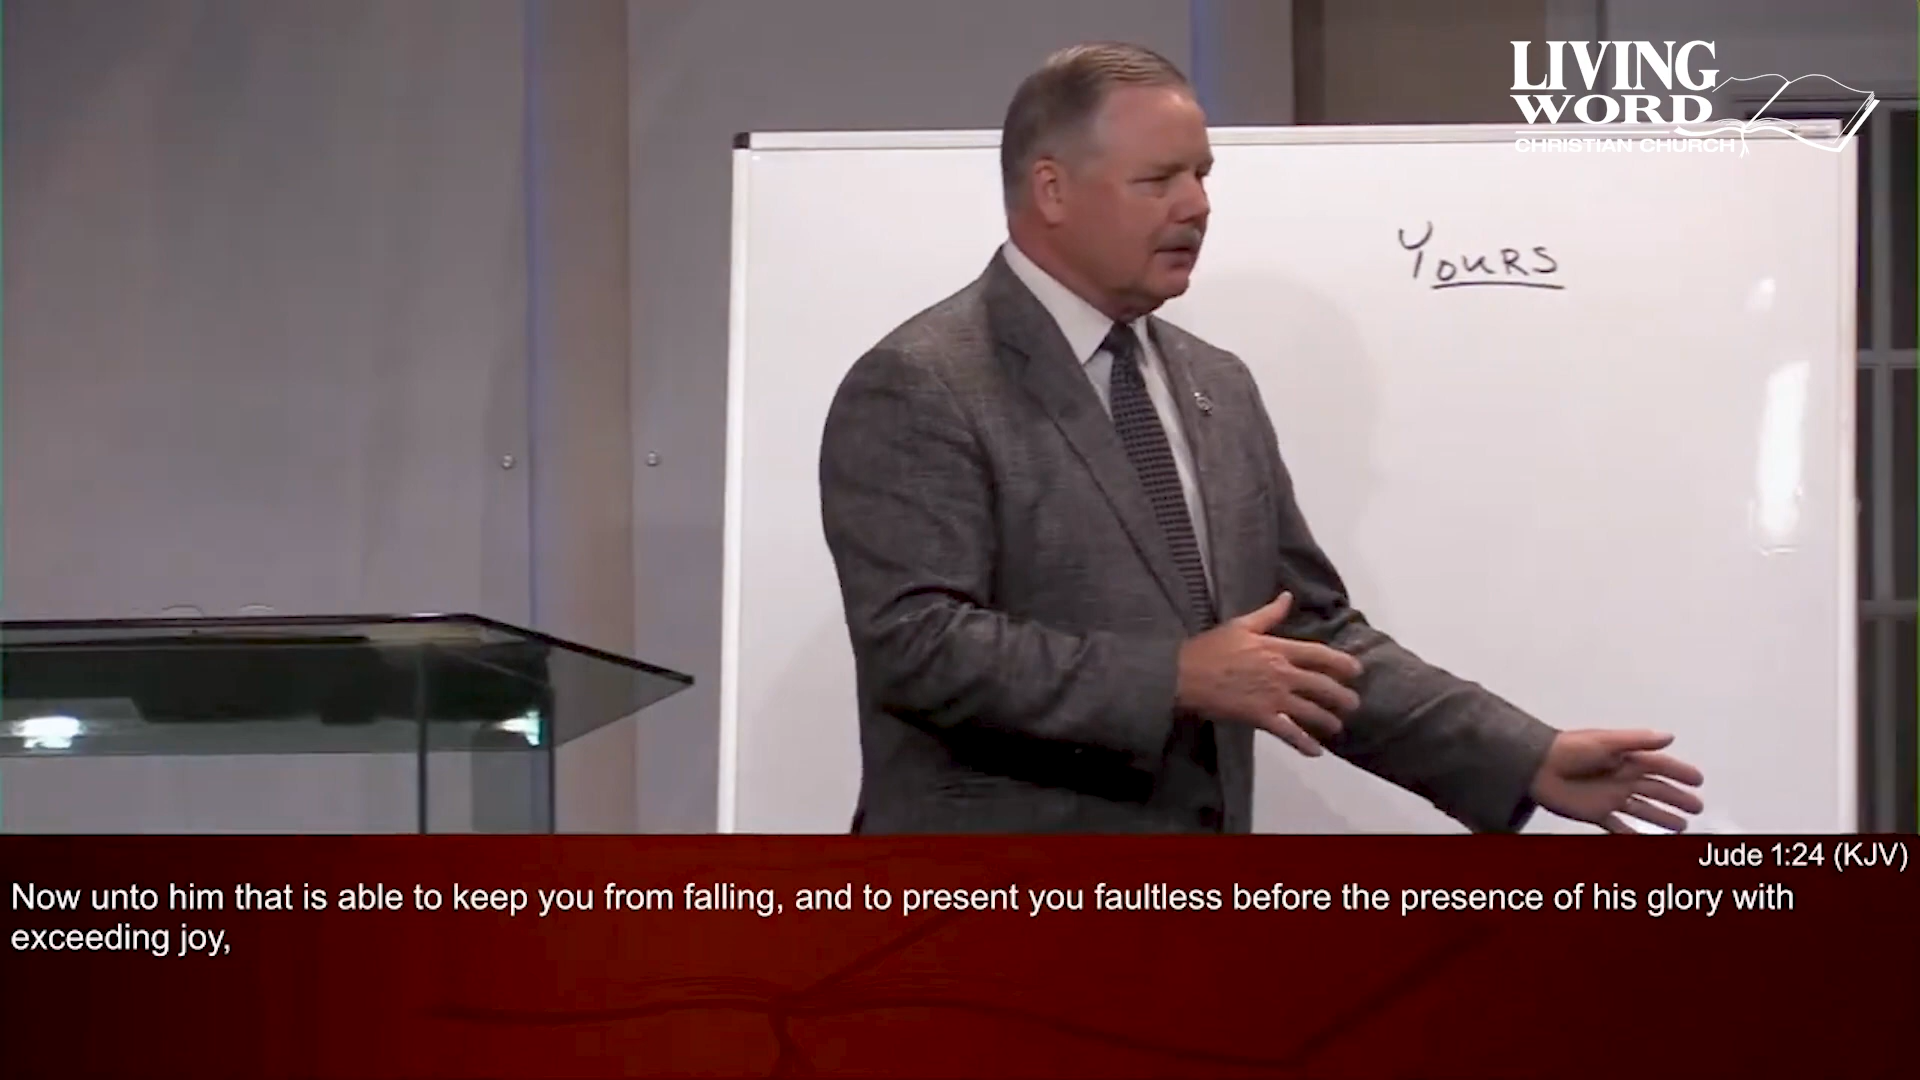 LIVING
WORD
CHRISTIAN CHURCH
YOURS
Jude 1:24 (KJV)
Now unto him that is able to keep you from falling, and to present you faultless before the presence of his glory with
exceeding joy,